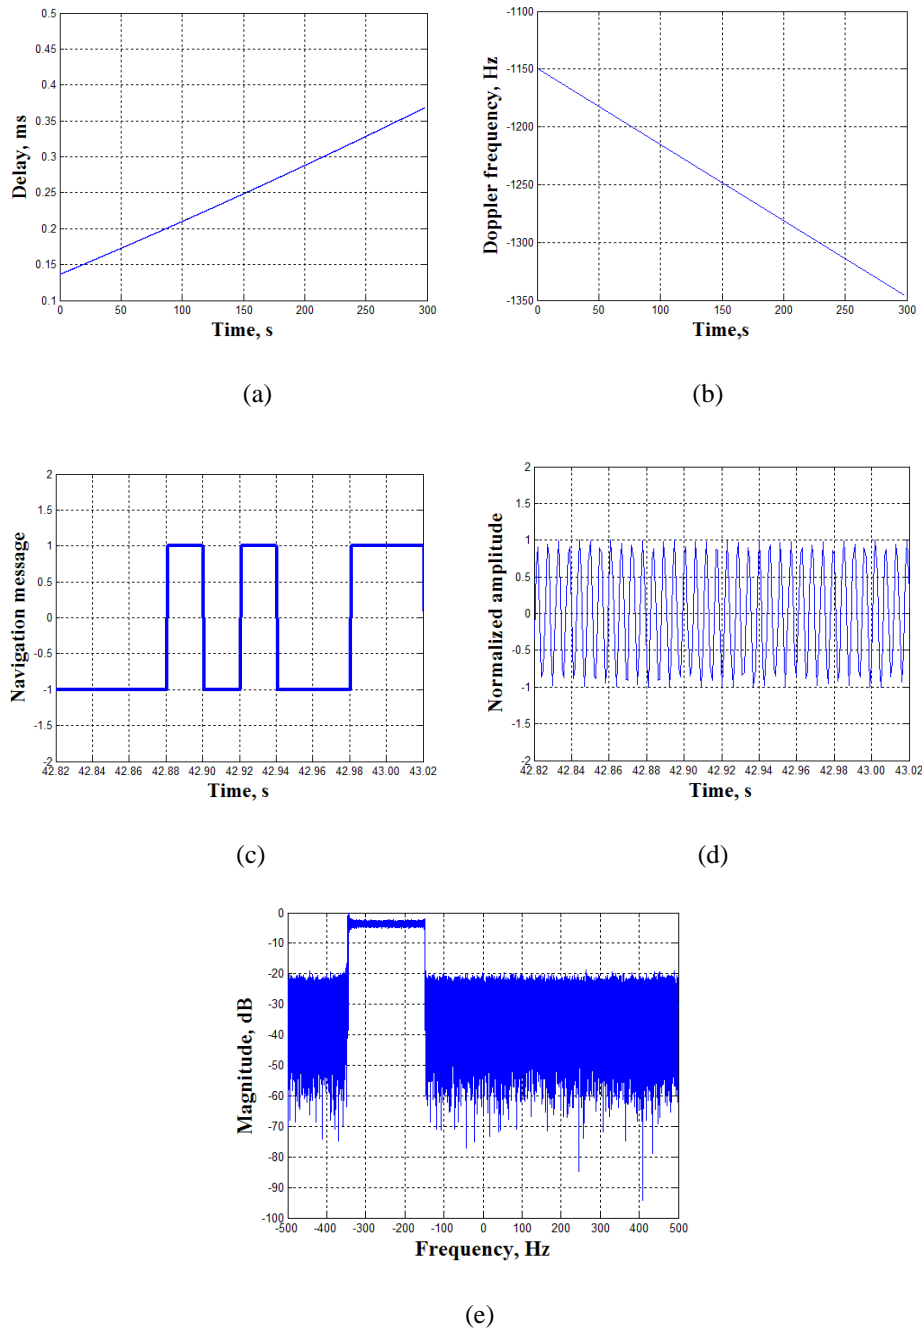 0.5
0.45
0.4
0.35
0.3
0.25
0.2
0.15
0.1
Delay, ms
0 50 100 150 200 250 300
Time, s
(a)
-1100
-1150
-1200
-1250
-1300
-1350
Doppler frequency, Hz
0 50 100 150 200 250 300
Time,s
(b)
2
1.5
1
0.5
0
-0.5
-1
-1.5
-2
Navigation message
42.82 42.84 42.86 42.88 42.90 42.92 42.94 42.96 42.98 43.00 43.02
Time, s
(c)
2
1.5
1
0.5
0
-0.5
-1
-1.5
-2
Normalized amplitude
42.82 42.84 42.86 42.88 42.90 42.92 42.94 42.96 42.98 43.00 43.02
Time, s
(d)
0
-10
-20
-30
-40
-50
-60
-70
-80
-90
-100
Magnitude, dB
-500 -400 -300 -200 -100 0 100 200 300 400 500
Frequency, Hz
(e)